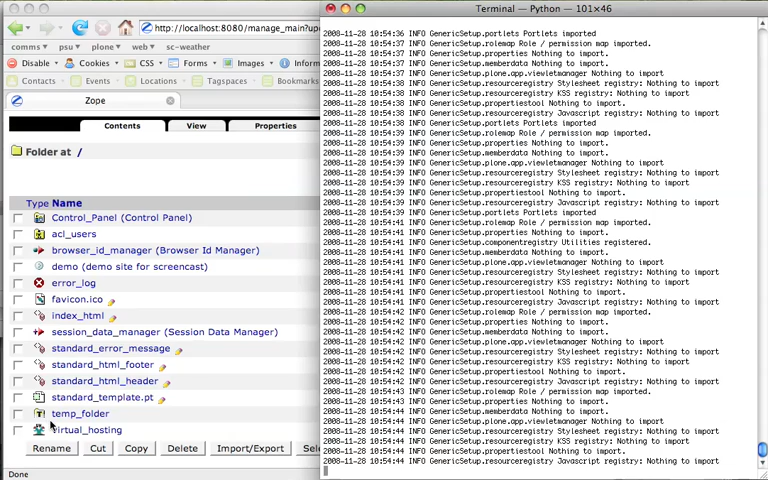 http://localhost:8080/manage_main?up
comms psu plone web sc-weather
Disable Cookies CSS Forms Images
Contacts Events Locations Tagspaces Bookmarks
Zope
Contents View Properties
Folder at /
Type Name
Control_Panel (Control Panel)
acl_users
browser_id_manager (Browser Id Manager)
demo (demo site for screencast)
error_log
favicon.ico
index_html
session_data_manager (Session Data Manager)
standard_error_message
standard_html_footer
standard_html_header
standard_template.pt
temp_folder
virtual_hosting
Rename Cut Copy Delete Import/Export Sele
Done
Terminal — Python — 101×46
2008-11-28 10:54:36 INFO GenericSetup.portlets Portlets imported
2008-11-28 10:54:37 INFO GenericSetup.rolemap Role / permission map imported.
2008-11-28 10:54:37 INFO GenericSetup.properties Nothing to import.
2008-11-28 10:54:37 INFO GenericSetup.memberdata Nothing to import.
2008-11-28 10:54:37 INFO GenericSetup.plone.app.viewletmanager Nothing to import
2008-11-28 10:54:38 INFO GenericSetup.resourceregistry Stylesheet registry: Nothing to import
2008-11-28 10:54:38 INFO GenericSetup.resourceregistry KSS registry: Nothing to import
2008-11-28 10:54:38 INFO GenericSetup.propertiestool Nothing to import.
2008-11-28 10:54:38 INFO GenericSetup.resourceregistry Javascript registry: Nothing to import
2008-11-28 10:54:38 INFO GenericSetup.portlets Portlets imported
2008-11-28 10:54:39 INFO GenericSetup.rolemap Role / permission map imported.
2008-11-28 10:54:39 INFO GenericSetup.properties Nothing to import.
2008-11-28 10:54:39 INFO GenericSetup.memberdata Nothing to import.
2008-11-28 10:54:39 INFO GenericSetup.plone.app.viewletmanager Nothing to import
2008-11-28 10:54:39 INFO GenericSetup.resourceregistry Stylesheet registry: Nothing to import
2008-11-28 10:54:39 INFO GenericSetup.resourceregistry KSS registry: Nothing to import
2008-11-28 10:54:39 INFO GenericSetup.propertiestool Nothing to import.
2008-11-28 10:54:39 INFO GenericSetup.resourceregistry Javascript registry: Nothing to import
2008-11-28 10:54:39 INFO GenericSetup.portlets Portlets imported
2008-11-28 10:54:41 INFO GenericSetup.rolemap Role / permission map imported.
2008-11-28 10:54:41 INFO GenericSetup.properties Nothing to import.
2008-11-28 10:54:41 INFO GenericSetup.componentregistry Utilities registered.
2008-11-28 10:54:41 INFO GenericSetup.memberdata Nothing to import.
2008-11-28 10:54:41 INFO GenericSetup.plone.app.viewletmanager Nothing to import
2008-11-28 10:54:41 INFO GenericSetup.resourceregistry Stylesheet registry: Nothing to import
2008-11-28 10:54:41 INFO GenericSetup.resourceregistry KSS registry: Nothing to import
2008-11-28 10:54:41 INFO GenericSetup.propertiestool Nothing to import.
2008-11-28 10:54:41 INFO GenericSetup.resourceregistry Javascript registry: Nothing to import
2008-11-28 10:54:42 INFO GenericSetup.rolemap Role / permission map imported.
2008-11-28 10:54:42 INFO GenericSetup.properties Nothing to import.
2008-11-28 10:54:42 INFO GenericSetup.memberdata Nothing to import.
2008-11-28 10:54:42 INFO GenericSetup.plone.app.viewletmanager Nothing to import
2008-11-28 10:54:42 INFO GenericSetup.resourceregistry Stylesheet registry: Nothing to import
2008-11-28 10:54:42 INFO GenericSetup.resourceregistry KSS registry: Nothing to import
2008-11-28 10:54:42 INFO GenericSetup.propertiestool Nothing to import.
2008-11-28 10:54:42 INFO GenericSetup.resourceregistry Javascript registry: Nothing to import
2008-11-28 10:54:43 INFO GenericSetup.rolemap Role / permission map imported.
2008-11-28 10:54:43 INFO GenericSetup.properties Nothing to import.
2008-11-28 10:54:44 INFO GenericSetup.memberdata Nothing to import.
2008-11-28 10:54:44 INFO GenericSetup.plone.app.viewletmanager Nothing to import
2008-11-28 10:54:44 INFO GenericSetup.resourceregistry Stylesheet registry: Nothing to import
2008-11-28 10:54:44 INFO GenericSetup.resourceregistry KSS registry: Nothing to import
2008-11-28 10:54:44 INFO GenericSetup.propertiestool Nothing to import.
2008-11-28 10:54:44 INFO GenericSetup.resourceregistry Javascript registry: Nothing to import